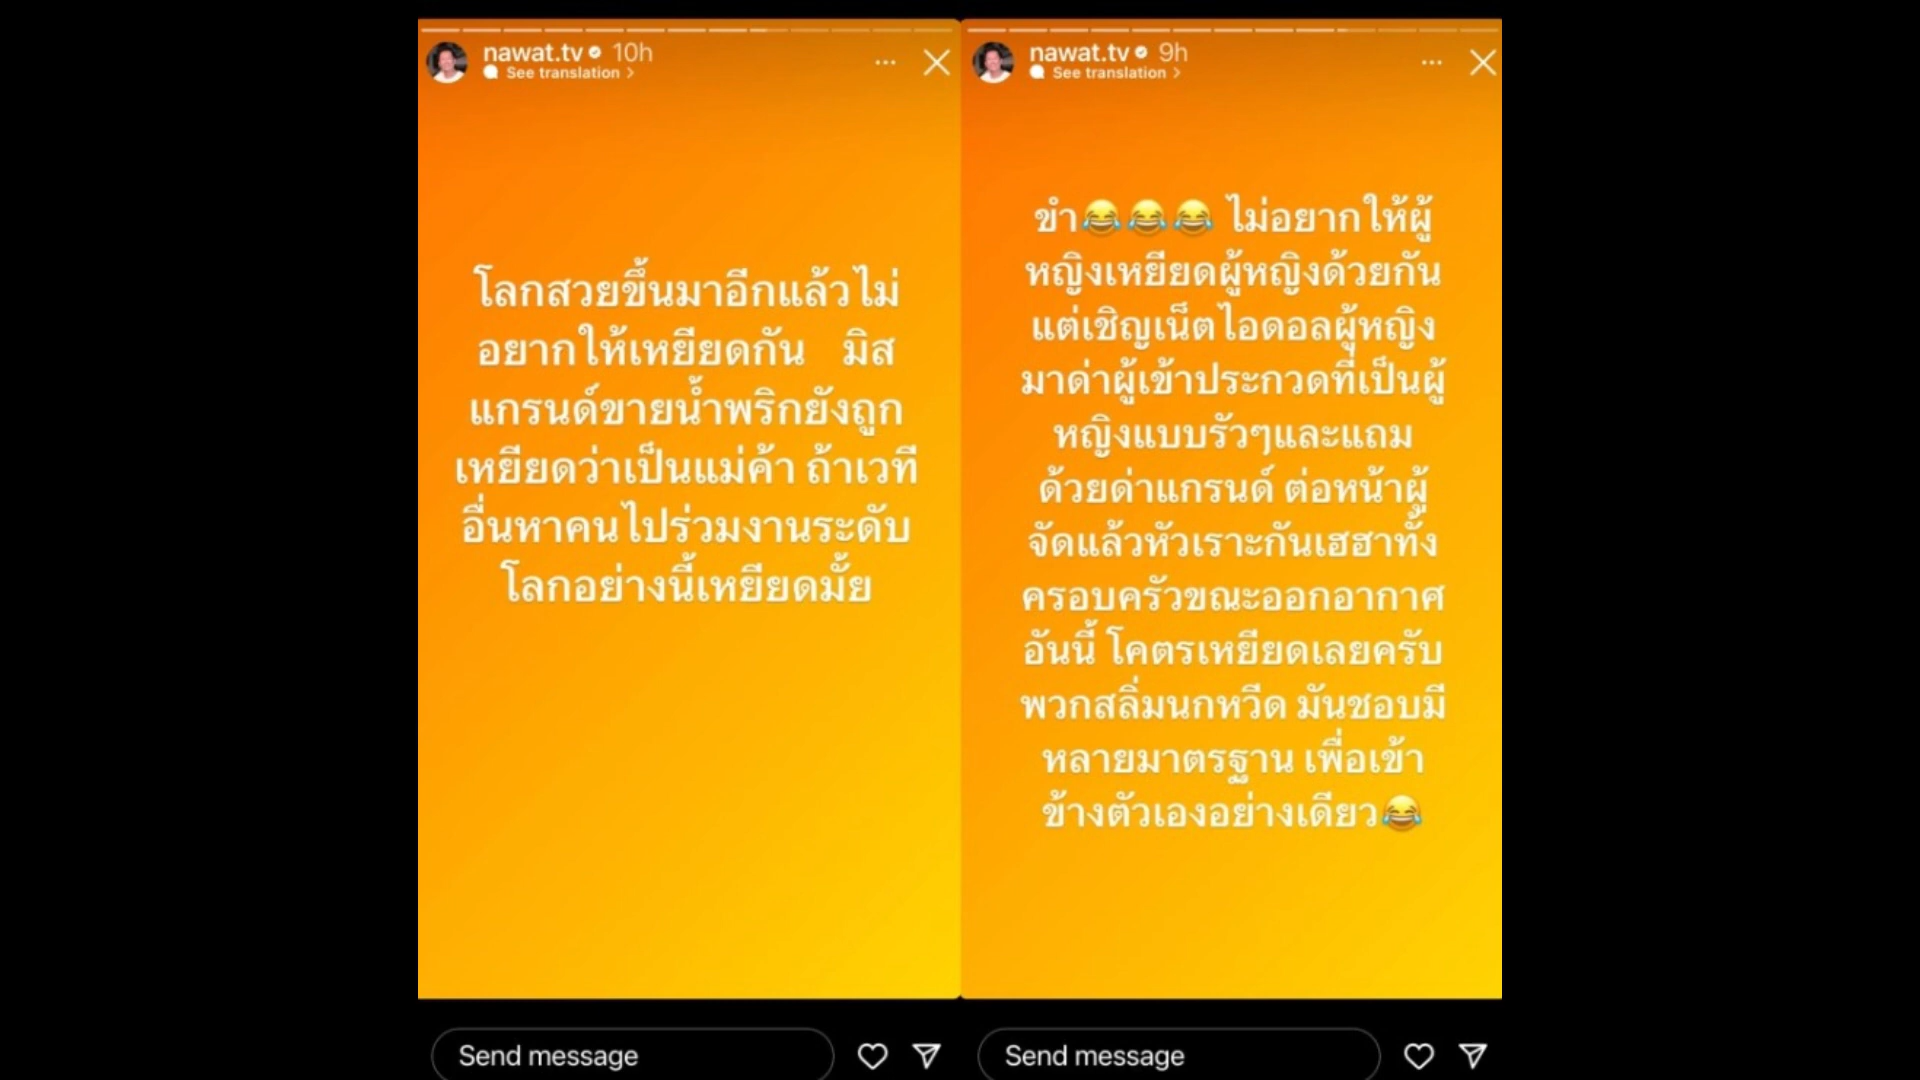 nawat.tv 10h
See translation
โลกสวยขึ้นมาอีกแล้วไม่
อยากให้เหยียดกัน มิส
แกรนด์ขายน้ำพริกยังถูก
เหยียดว่าเป็นแม่ค้า ถ้าเวที
อื่นหาคนไปร่วมงานระดับ
โลกอย่างนี้เหยียดมั้ย
Send message
nawat.tv 9h
See translation
ขำ😂😂😂 ไม่อยากให้ผู้
หญิงเหยียดผู้หญิงด้วยกัน
แต่เชิญเน็ตไอดอลผู้หญิง
มาด่าผู้เข้าประกวดที่เป็นผู้
หญิงแบบรัวๆและแถม
ด้วยด่าแกรนด์ ต่อหน้าผู้
จัดแล้วหัวเราะกันเฮฮาทั้ง
ครอบครัวขณะออกอากาศ
อันนี้ โคตรเหยียดเลยครับ
พวกสลิ่มนกหวีด มันชอบมี
หลายมาตรฐาน เพื่อเข้า
ข้างตัวเองอย่างเดียว😂
Send message